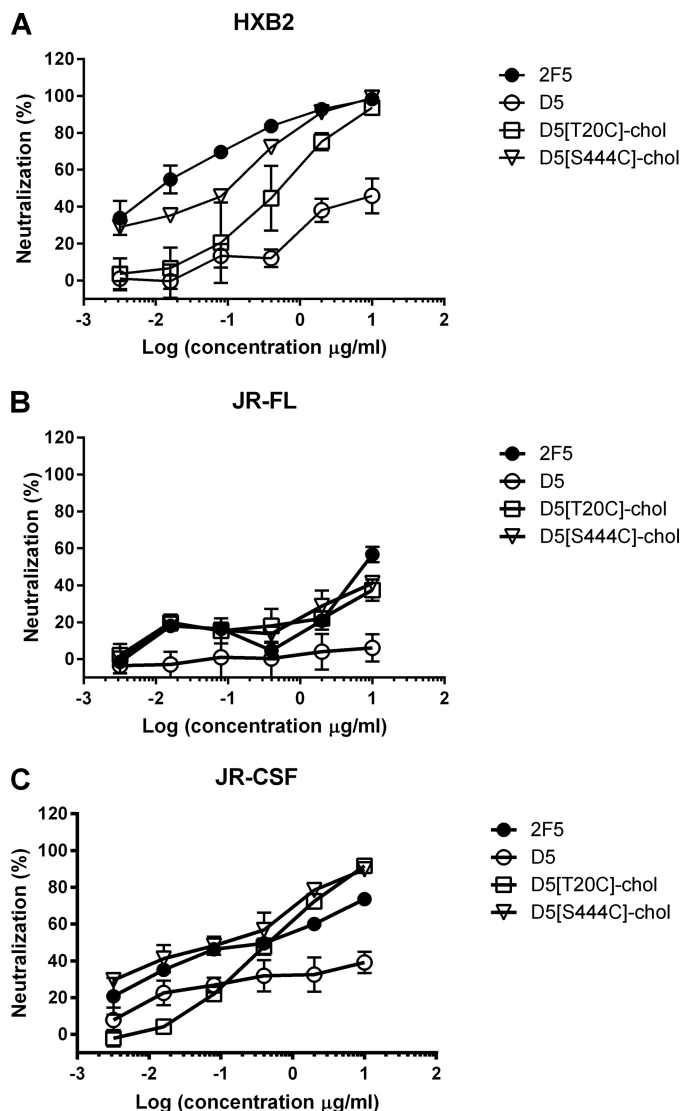 A
HXB2
Neutralization (%)
120
100
80
60
40
20
0
-3
-2
-1
0
1
2
Log (concentration μg/ml)
2F5
D5
D5[T20C]-chol
D5[S444C]-chol
B
JR-FL
Neutralization (%)
120
100
80
60
40
20
0
-3
-2
-1
0
1
2
Log (concentration μg/ml)
2F5
D5
D5[T20C]-chol
D5[S444C]-chol
C
JR-CSF
Neutralization (%)
120
100
80
60
40
20
0
-3
-2
-1
0
1
2
Log (concentration μg/ml)
2F5
D5
D5[T20C]-chol
D5[S444C]-chol